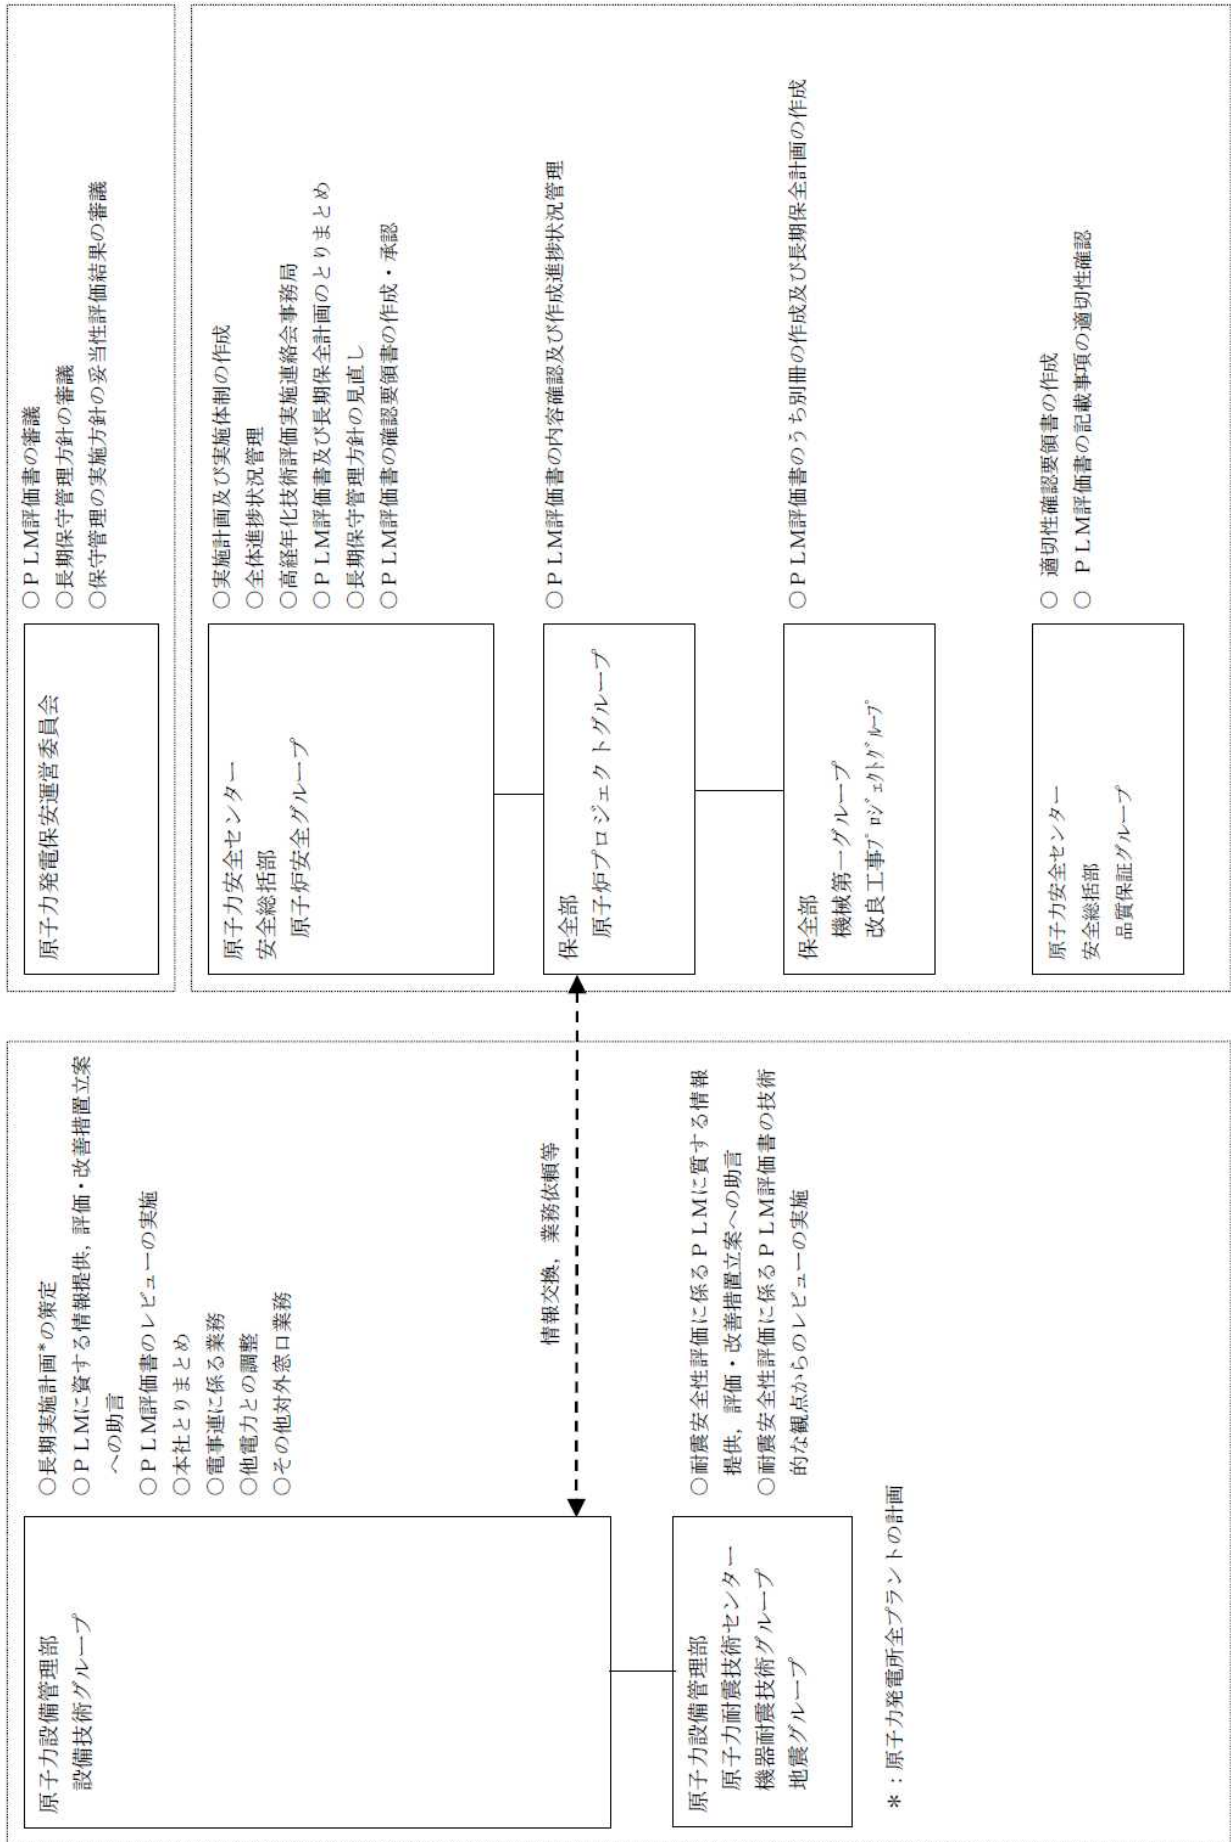 原子力設備管理部
設備技術グループ
○長期実施計画*の策定
○PLMに資する情報提供，評価・改善措置立案
への助言
○PLM評価書のレビューの実施
○本社とりまとめ
○電事連に係る業務
○他電力との調整
○その他対外窓口業務
情報交換，業務依頼等
原子力設備管理部
原子力耐震技術センター
機器耐震技術グループ
地震グループ
○耐震安全性評価に係るPLMに資する情報
提供，評価・改善措置立案への助言
○耐震安全性評価に係るPLM評価書の技術
的な観点からのレビューの実施
*：原子力発電所全プラントの計画
原子力発電保安運営委員会
○PLM評価書の審議
○長期保守管理方針の審議
○保守管理の実施方針の妥当性評価結果の審議
原子力安全センター
安全総括部
原子炉安全グループ
○実施計画及び実施体制の作成
○全体進捗状況管理
○高経年化技術評価実施連絡会事務局
○PLM評価書及び長期保全計画のとりまとめ
○長期保守管理方針の見直し
○PLM評価書の確認要領書の作成・承認
保全部
原子炉プロジェクトグループ
○PLM評価書の内容確認及び作成進捗状況管理
保全部
機械第一グループ
改良工事ﾌﾟﾛｼﾞｪｸﾄｸﾞﾙｰﾌﾟ
○PLM評価書のうち別冊の作成及び長期保全計画の作成
原子力安全センター
安全総括部
品質保証グループ
○ 適切性確認要領書の作成
○ PLM評価書の記載事項の適切性確認